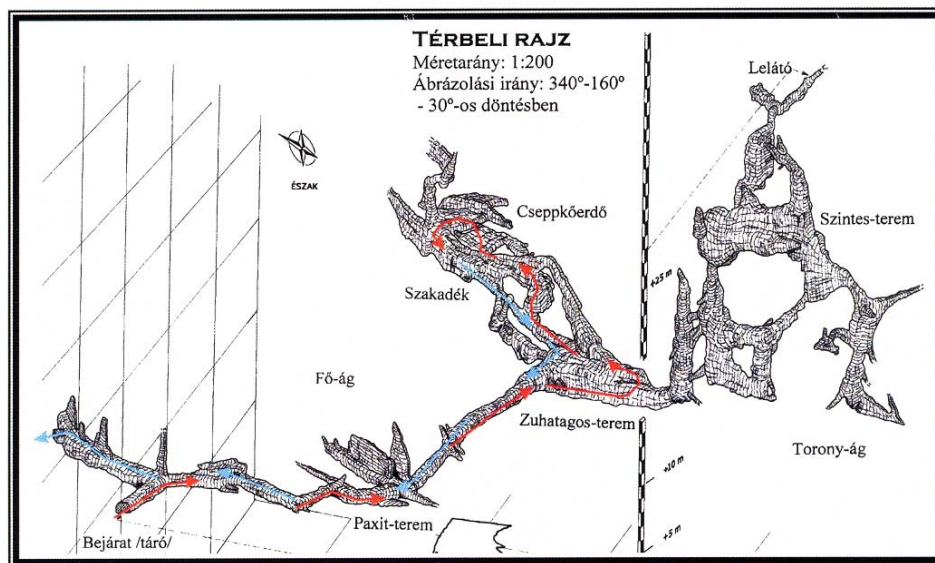 TÉRBELI RAJZ
Méretarány: 1:200
Ábrázolási irány: 340°-160°
- 30°-os döntésben
Lelátó
ÉSZAK
Cseppkőerdő
Szintes-terem
Szakadék
+25 m
Fő-ág
Zuhatagos-terem
Torony-ág
+10 m
Paxit-terem
Bejárat /táró/
+5 m